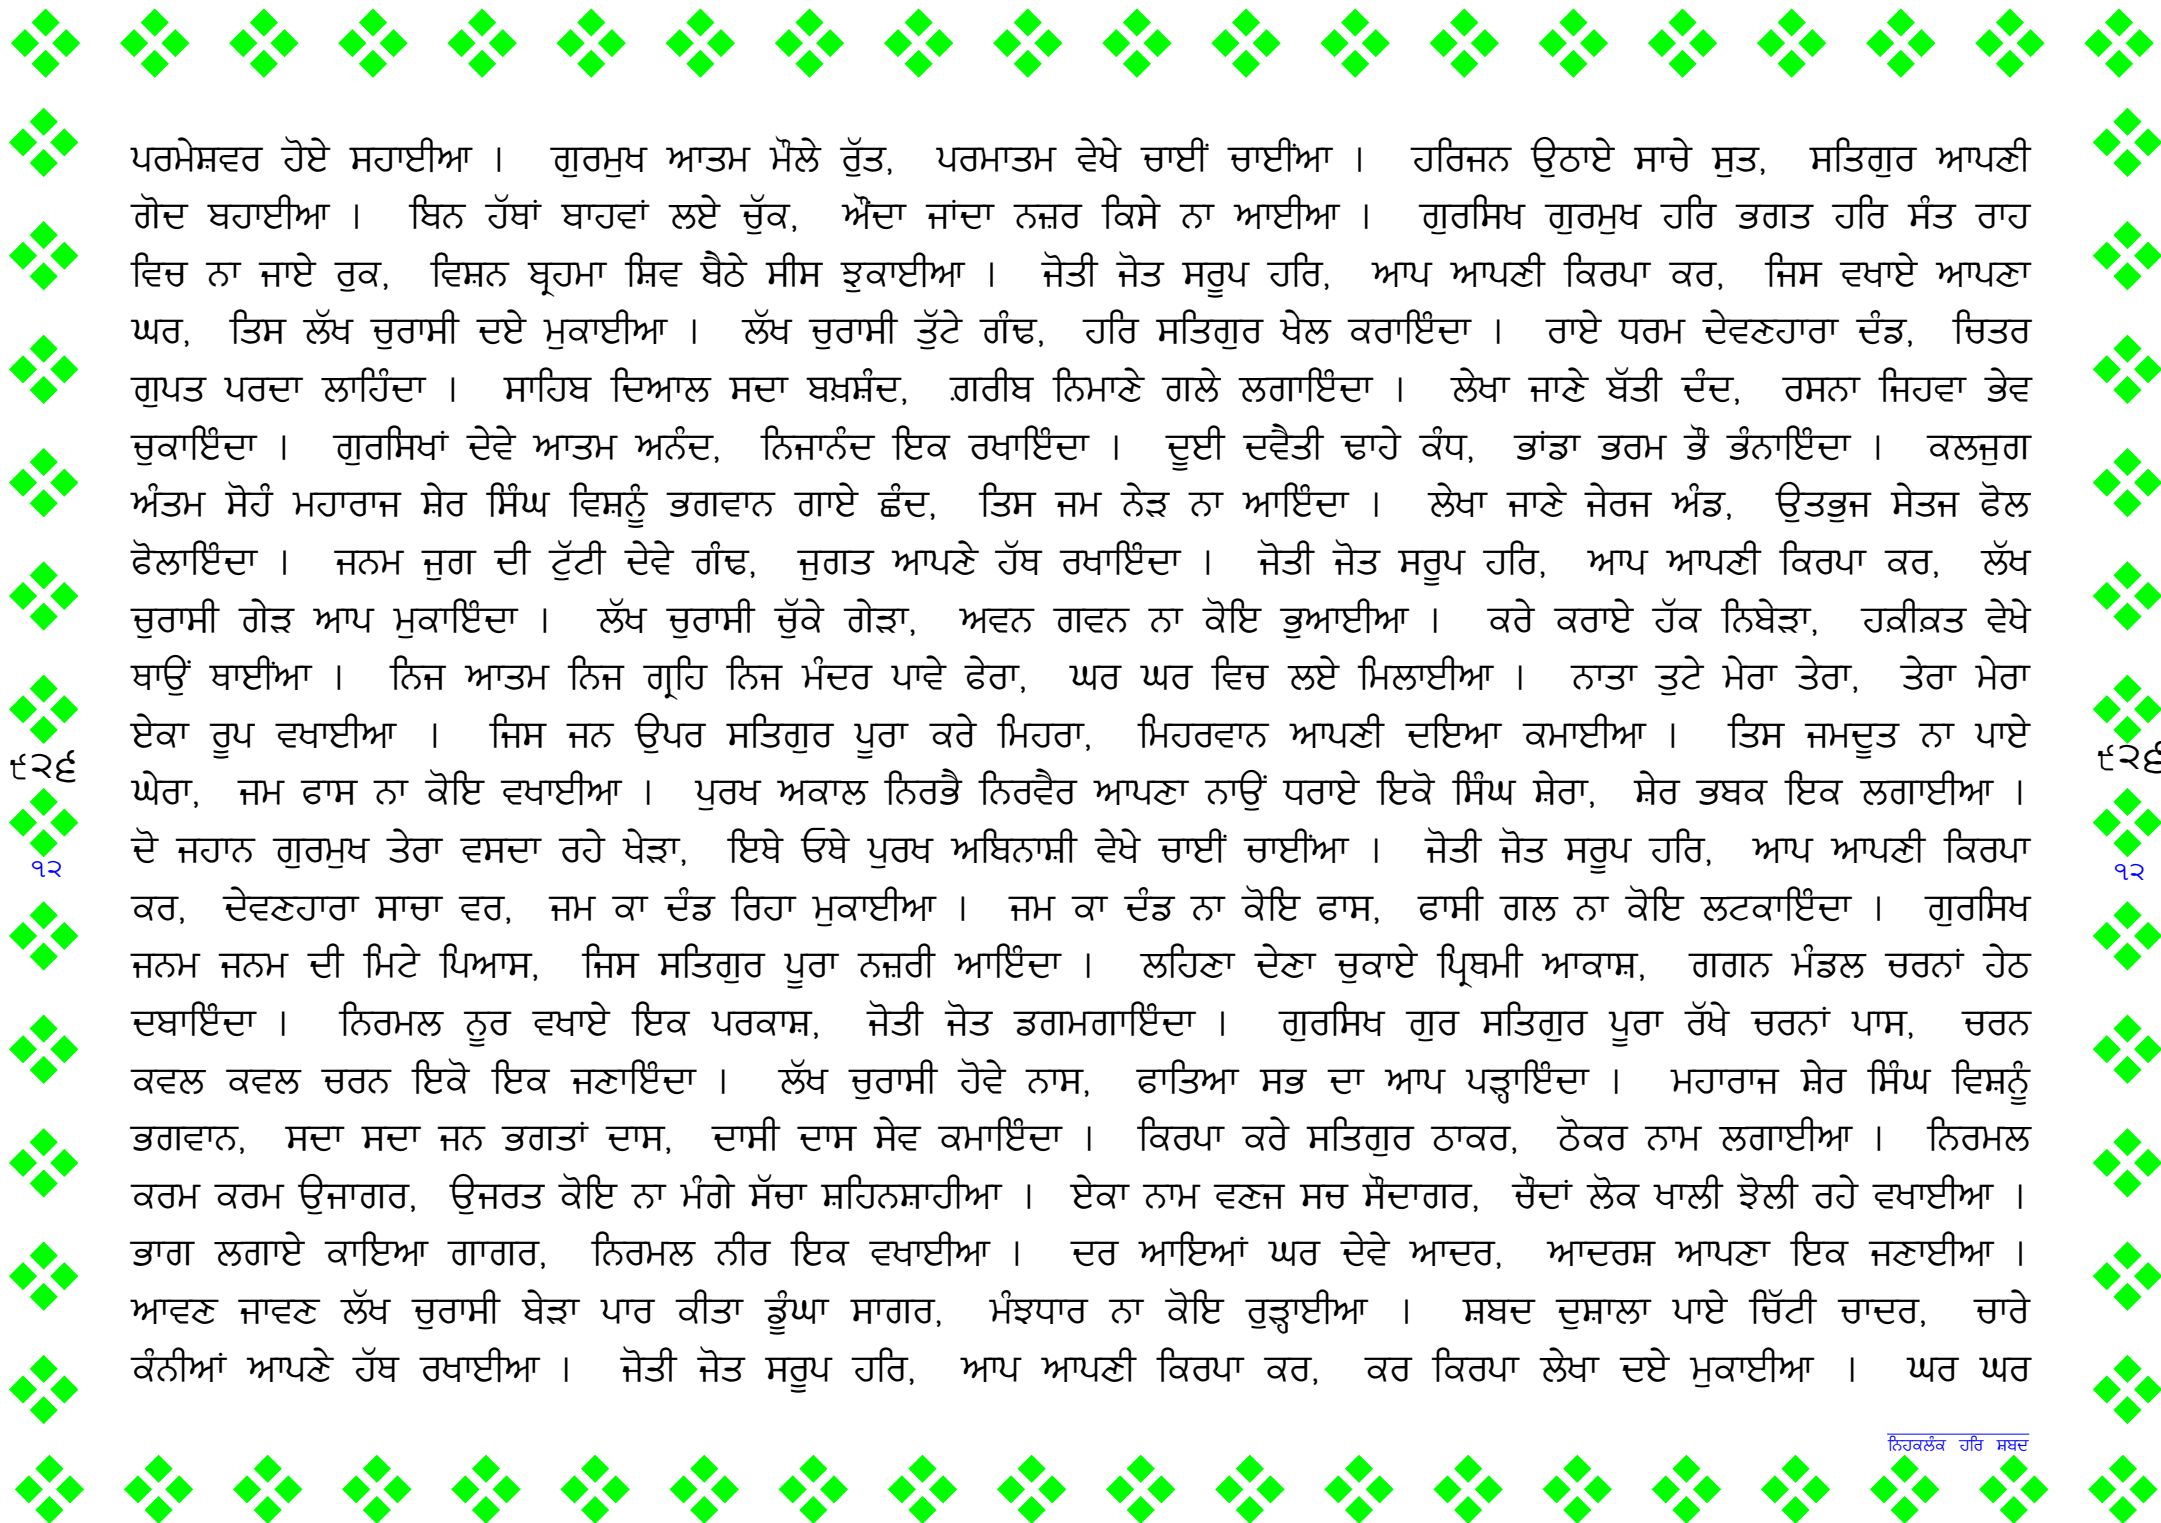 ਪਰਮੇਸ਼ਵਰ ਹੋਏ ਸਹਾਈਆ । ਗੁਰਮੁਖ ਆਤਮ ਮੌਲੇ ਰੁੱਤ, ਪਰਮਾਤਮ ਵੇਖੇ ਚਾਈਂ ਚਾਈਂਆ । ਹਰਿਜਨ ਉਠਾਏ ਸਾਚੇ ਸੁਤ, ਸਤਿਗੁਰ ਆਪਣੀ
ਗੋਦ ਬਹਾਈਆ । ਬਿਨ ਹੱਥਾਂ ਬਾਹਵਾਂ ਲਏ ਚੁੱਕ, ਔਂਦਾ ਜਾਂਦਾ ਨਜ਼ਰ ਕਿਸੇ ਨਾ ਆਈਆ । ਗੁਰਸਿਖ ਗੁਰਮੁਖ ਹਰਿ ਭਗਤ ਹਰਿ ਸੰਤ ਰਾਹ
ਵਿਚ ਨਾ ਜਾਏ ਰੁਕ, ਵਿਸ਼ਨ ਬ੍ਰਹਮਾ ਸ਼ਿਵ ਬੈਠੇ ਸੀਸ ਝੁਕਾਈਆ । ਜੋਤੀ ਜੋਤ ਸਰੂਪ ਹਰਿ, ਆਪ ਆਪਣੀ ਕਿਰਪਾ ਕਰ, ਜਿਸ ਵਖਾਏ ਆਪਣਾ
ਘਰ, ਤਿਸ ਲੱਖ ਚੁਰਾਸੀ ਦਏ ਮੁਕਾਈਆ । ਲੱਖ ਚੁਰਾਸੀ ਤੁੱਟੇ ਗੰਢ, ਹਰਿ ਸਤਿਗੁਰ ਖੇਲ ਕਰਾਇੰਦਾ । ਰਾਏ ਧਰਮ ਦੇਵਣਹਾਰਾ ਦੰਡ, ਚਿਤਰ
ਗੁਪਤ ਪਰਦਾ ਲਾਹਿੰਦਾ । ਸਾਹਿਬ ਦਿਆਲ ਸਦਾ ਬਖ਼ਸ਼ੰਦ, ਗ਼ਰੀਬ ਨਿਮਾਣੇ ਗਲੇ ਲਗਾਇੰਦਾ । ਲੇਖਾ ਜਾਣੇ ਬੱਤੀ ਦੰਦ, ਰਸਨਾ ਜਿਹਵਾ ਭੇਵ
ਚੁਕਾਇੰਦਾ । ਗੁਰਸਿਖਾਂ ਦੇਵੇ ਆਤਮ ਅਨੰਦ, ਨਿਜਾਨੰਦ ਇਕ ਰਖਾਇੰਦਾ । ਦੂਈ ਦਵੈਤੀ ਢਾਹੇ ਕੰਧ, ਭਾਂਡਾ ਭਰਮ ਭੌ ਭੰਨਾਇੰਦਾ । ਕਲਜੁਗ
ਅੰਤਮ ਸੋਹੰ ਮਹਾਰਾਜ ਸ਼ੇਰ ਸਿੰਘ ਵਿਸ਼ਨੂੰ ਭਗਵਾਨ ਗਾਏ ਛੰਦ, ਤਿਸ ਜਮ ਨੇੜ ਨਾ ਆਇੰਦਾ । ਲੇਖਾ ਜਾਣੇ ਜੇਰਜ ਅੰਡ, ਉਤਭੁਜ ਸੇਤਜ ਫੋਲ
ਫੋਲਾਇੰਦਾ । ਜਨਮ ਜੁਗ ਦੀ ਟੁੱਟੀ ਦੇਵੇ ਗੰਢ, ਜੁਗਤ ਆਪਣੇ ਹੱਥ ਰਖਾਇੰਦਾ । ਜੋਤੀ ਜੋਤ ਸਰੂਪ ਹਰਿ, ਆਪ ਆਪਣੀ ਕਿਰਪਾ ਕਰ, ਲੱਖ
ਚੁਰਾਸੀ ਗੇੜ ਆਪ ਮੁਕਾਇੰਦਾ । ਲੱਖ ਚੁਰਾਸੀ ਚੁੱਕੇ ਗੇੜਾ, ਅਵਨ ਗਵਨ ਨਾ ਕੋਇ ਭੁਆਈਆ । ਕਰੇ ਕਰਾਏ ਹੱਕ ਨਿਬੇੜਾ, ਹਕ਼ੀਕ਼ਤ ਵੇਖੇ
ਥਾਉਂ ਥਾਈਂਆ । ਨਿਜ ਆਤਮ ਨਿਜ ਗ੍ਰਹਿ ਨਿਜ ਮੰਦਰ ਪਾਵੇ ਫੇਰਾ, ਘਰ ਘਰ ਵਿਚ ਲਏ ਮਿਲਾਈਆ । ਨਾਤਾ ਤੁਟੇ ਮੇਰਾ ਤੇਰਾ, ਤੇਰਾ ਮੇਰਾ
ਏਕਾ ਰੂਪ ਵਖਾਈਆ । ਜਿਸ ਜਨ ਉਪਰ ਸਤਿਗੁਰ ਪੂਰਾ ਕਰੇ ਮਿਹਰਾ, ਮਿਹਰਵਾਨ ਆਪਣੀ ਦਇਆ ਕਮਾਈਆ । ਤਿਸ ਜਮਦੂਤ ਨਾ ਪਾਏ
੯੨੬ ੯੨੬
ਘੇਰਾ, ਜਮ ਫਾਸ ਨਾ ਕੋਇ ਵਖਾਈਆ । ਪੁਰਖ ਅਕਾਲ ਨਿਰਭੈ ਨਿਰਵੈਰ ਆਪਣਾ ਨਾਉਂ ਧਰਾਏ ਇਕੋ ਸਿੰਘ ਸ਼ੇਰਾ, ਸ਼ੇਰ ਭਬਕ ਇਕ ਲਗਾਈਆ ।
ਦੋ ਜਹਾਨ ਗੁਰਮੁਖ ਤੇਰਾ ਵਸਦਾ ਰਹੇ ਖੇੜਾ, ਇਥੇ ਓਥੇ ਪੁਰਖ ਅਬਿਨਾਸ਼ੀ ਵੇਖੇ ਚਾਈਂ ਚਾਈਂਆ । ਜੋਤੀ ਜੋਤ ਸਰੂਪ ਹਰਿ, ਆਪ ਆਪਣੀ ਕਿਰਪਾ
੧੨ ੧੨
ਕਰ, ਦੇਵਣਹਾਰਾ ਸਾਚਾ ਵਰ, ਜਮ ਕਾ ਦੰਡ ਰਿਹਾ ਮੁਕਾਈਆ । ਜਮ ਕਾ ਦੰਡ ਨਾ ਕੋਇ ਫਾਸ, ਫਾਸੀ ਗਲ ਨਾ ਕੋਇ ਲਟਕਾਇੰਦਾ । ਗੁਰਸਿਖ
ਜਨਮ ਜਨਮ ਦੀ ਮਿਟੇ ਪਿਆਸ, ਜਿਸ ਸਤਿਗੁਰ ਪੂਰਾ ਨਜ਼ਰੀ ਆਇੰਦਾ । ਲਹਿਣਾ ਦੇਣਾ ਚੁਕਾਏ ਪ੍ਰਿਥਮੀ ਆਕਾਸ਼, ਗਗਨ ਮੰਡਲ ਚਰਨਾਂ ਹੇਠ
ਦਬਾਇੰਦਾ । ਨਿਰਮਲ ਨੂਰ ਵਖਾਏ ਇਕ ਪਰਕਾਸ਼, ਜੋਤੀ ਜੋਤ ਡਗਮਗਾਇੰਦਾ । ਗੁਰਸਿਖ ਗੁਰ ਸਤਿਗੁਰ ਪੂਰਾ ਰੱਖੇ ਚਰਨਾਂ ਪਾਸ, ਚਰਨ
ਕਵਲ ਕਵਲ ਚਰਨ ਇਕੋ ਇਕ ਜਣਾਇੰਦਾ । ਲੱਖ ਚੁਰਾਸੀ ਹੋਵੇ ਨਾਸ, ਫਾਤਿਆ ਸਭ ਦਾ ਆਪ ਪੜ੍ਹਾਇੰਦਾ । ਮਹਾਰਾਜ ਸ਼ੇਰ ਸਿੰਘ ਵਿਸ਼ਨੂੰ
ਭਗਵਾਨ, ਸਦਾ ਸਦਾ ਜਨ ਭਗਤਾਂ ਦਾਸ, ਦਾਸੀ ਦਾਸ ਸੇਵ ਕਮਾਇੰਦਾ । ਕਿਰਪਾ ਕਰੇ ਸਤਿਗੁਰ ਠਾਕਰ, ਠੋਕਰ ਨਾਮ ਲਗਾਈਆ । ਨਿਰਮਲ
ਕਰਮ ਕਰਮ ਉਜਾਗਰ, ਉਜਰਤ ਕੋਇ ਨਾ ਮੰਗੇ ਸੱਚਾ ਸ਼ਹਿਨਸ਼ਾਹੀਆ । ਏਕਾ ਨਾਮ ਵਣਜ ਸਚ ਸੌਦਾਗਰ, ਚੌਦਾਂ ਲੋਕ ਖਾਲੀ ਝੋਲੀ ਰਹੇ ਵਖਾਈਆ ।
ਭਾਗ ਲਗਾਏ ਕਾਇਆ ਗਾਗਰ, ਨਿਰਮਲ ਨੀਰ ਇਕ ਵਖਾਈਆ । ਦਰ ਆਇਆਂ ਘਰ ਦੇਵੇ ਆਦਰ, ਆਦਰਸ਼ ਆਪਣਾ ਇਕ ਜਣਾਈਆ ।
ਆਵਣ ਜਾਵਣ ਲੱਖ ਚੁਰਾਸੀ ਬੇੜਾ ਪਾਰ ਕੀਤਾ ਡੂੰਘਾ ਸਾਗਰ, ਮੰਝਧਾਰ ਨਾ ਕੋਇ ਰੁੜ੍ਹਾਈਆ । ਸ਼ਬਦ ਦੁਸ਼ਾਲਾ ਪਾਏ ਚਿੱਟੀ ਚਾਦਰ, ਚਾਰੇ
ਕੰਨੀਆਂ ਆਪਣੇ ਹੱਥ ਰਖਾਈਆ । ਜੋਤੀ ਜੋਤ ਸਰੂਪ ਹਰਿ, ਆਪ ਆਪਣੀ ਕਿਰਪਾ ਕਰ, ਕਰ ਕਿਰਪਾ ਲੇਖਾ ਦਏ ਮੁਕਾਈਆ । ਘਰ ਘਰ
ਨਿਹਕਲੰਕ ਹਰਿ ਸ਼ਬਦ